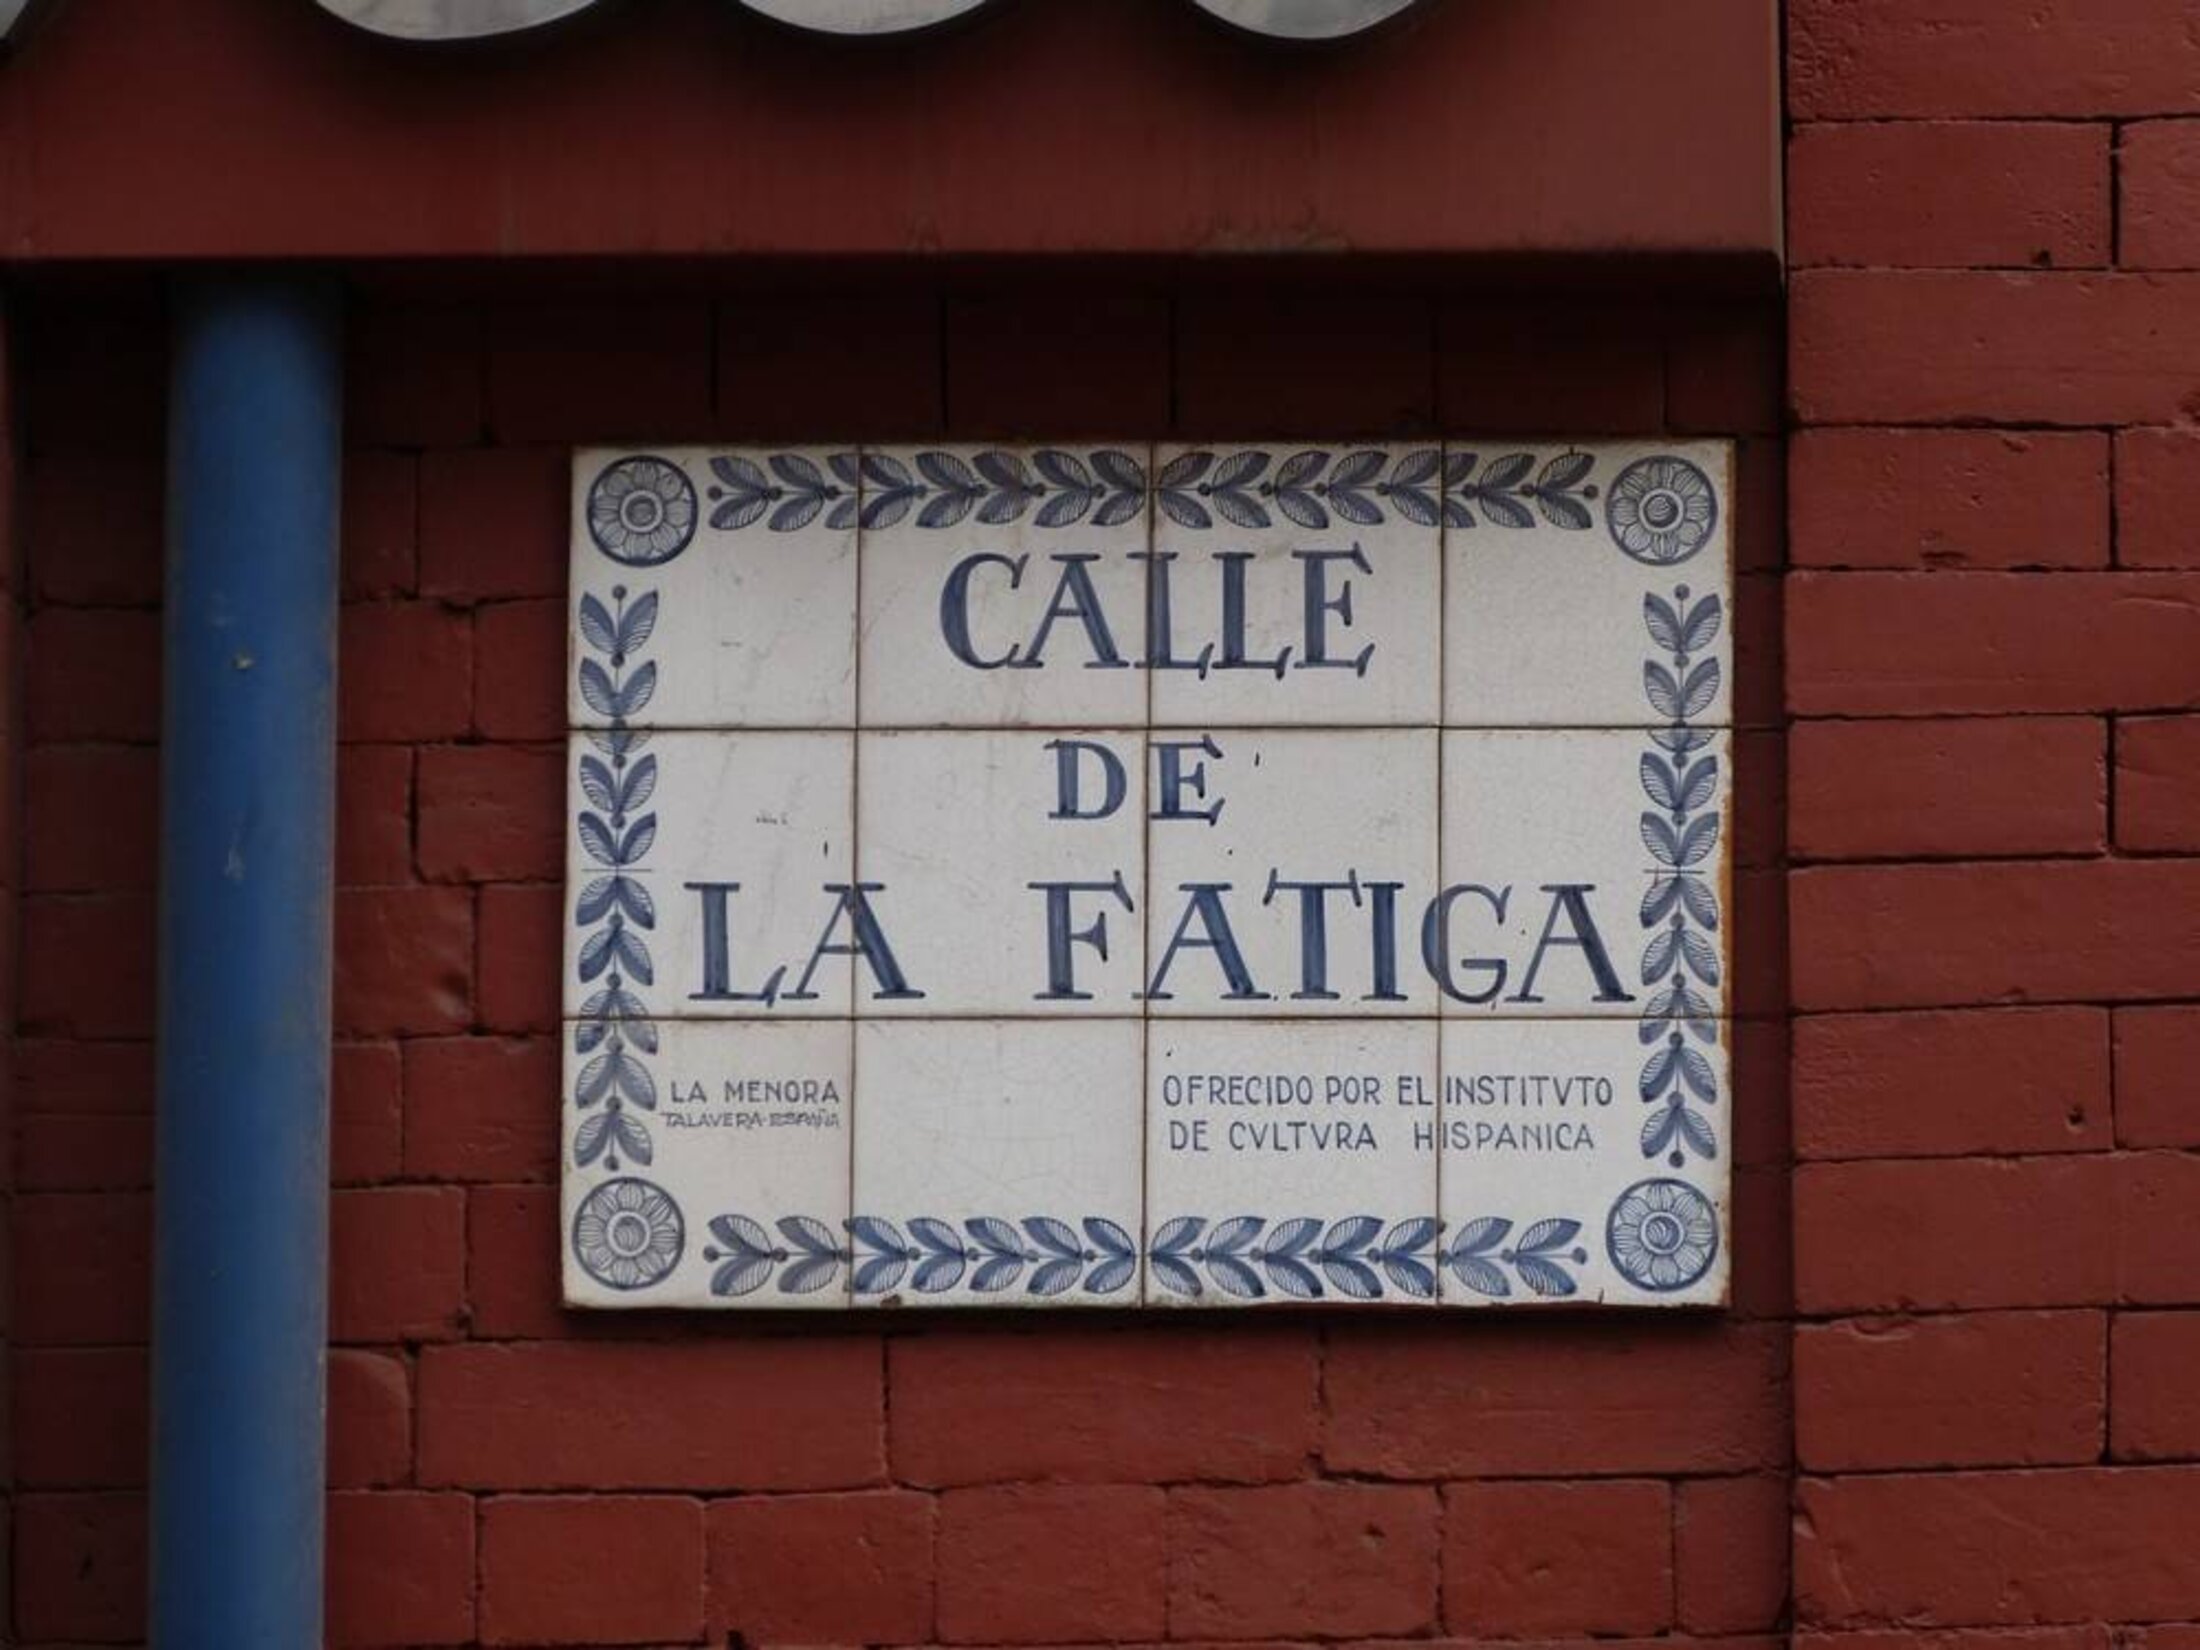 CALLE
DE
LA FATIGA
LA MENORA
TALAVERA-ESPAÑA
OFRECIDO POR EL INSTITVTO
DE CVLTVRA HISPANICA